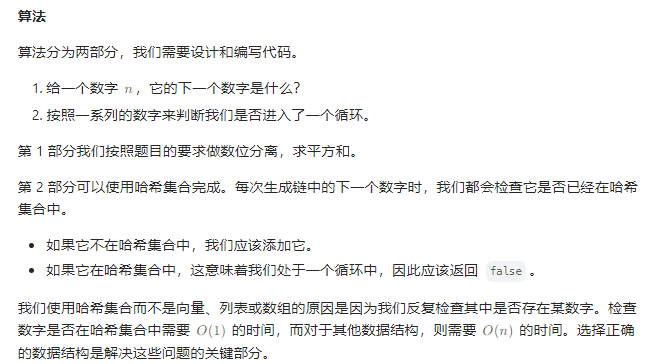 算法
算法分为两部分，我们需要设计和编写代码。
1. 给一个数字 n，它的下一个数字是什么？
2. 按照一系列的数字来判断我们是否进入了一个循环。
第 1 部分我们按照题目的要求做数位分离，求平方和。
第 2 部分可以使用哈希集合完成。每次生成链中的下一个数字时，我们都会检查它是否已经在哈希
集合中。
• 如果它不在哈希集合中，我们应该添加它。
• 如果它在哈希集合中，这意味着我们处于一个循环中，因此应该返回 false 。
我们使用哈希集合而不是向量、列表或数组的原因是因为我们反复检查其中是否存在某数字。检查
数字是否在哈希集合中需要 O(1) 的时间，而对于其他数据结构，则需要 O(n) 的时间。选择正确
的数据结构是解决这些问题的关键部分。